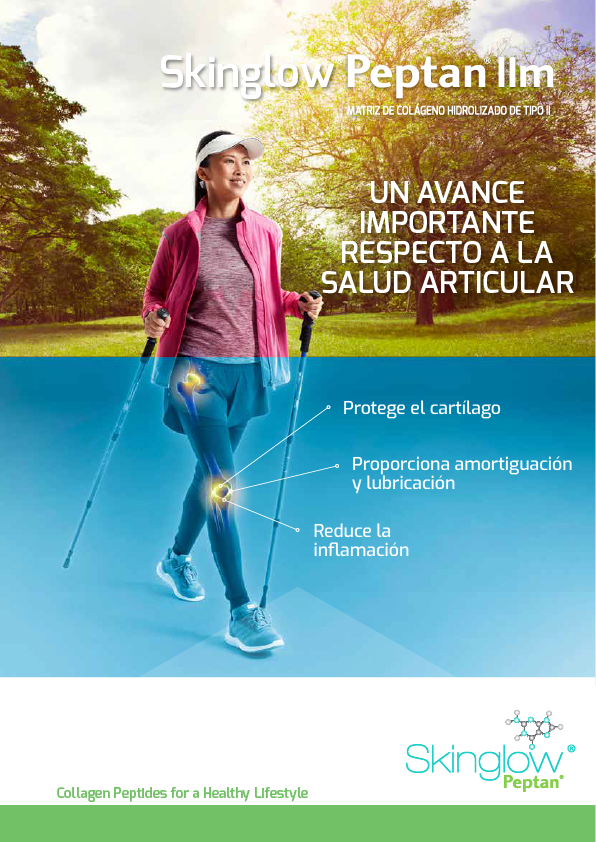 Skinglow Peptan® IIm
MATRIZ DE COLÁGENO HIDROLIZADO DE TIPO II
UN AVANCE
IMPORTANTE
RESPECTO A LA
SALUD ARTICULAR
Protege el cartílago
Proporciona amortiguación
y lubricación
Reduce la
inflamación
Skinglow®
Peptan®
Collagen Peptides for a Healthy Lifestyle